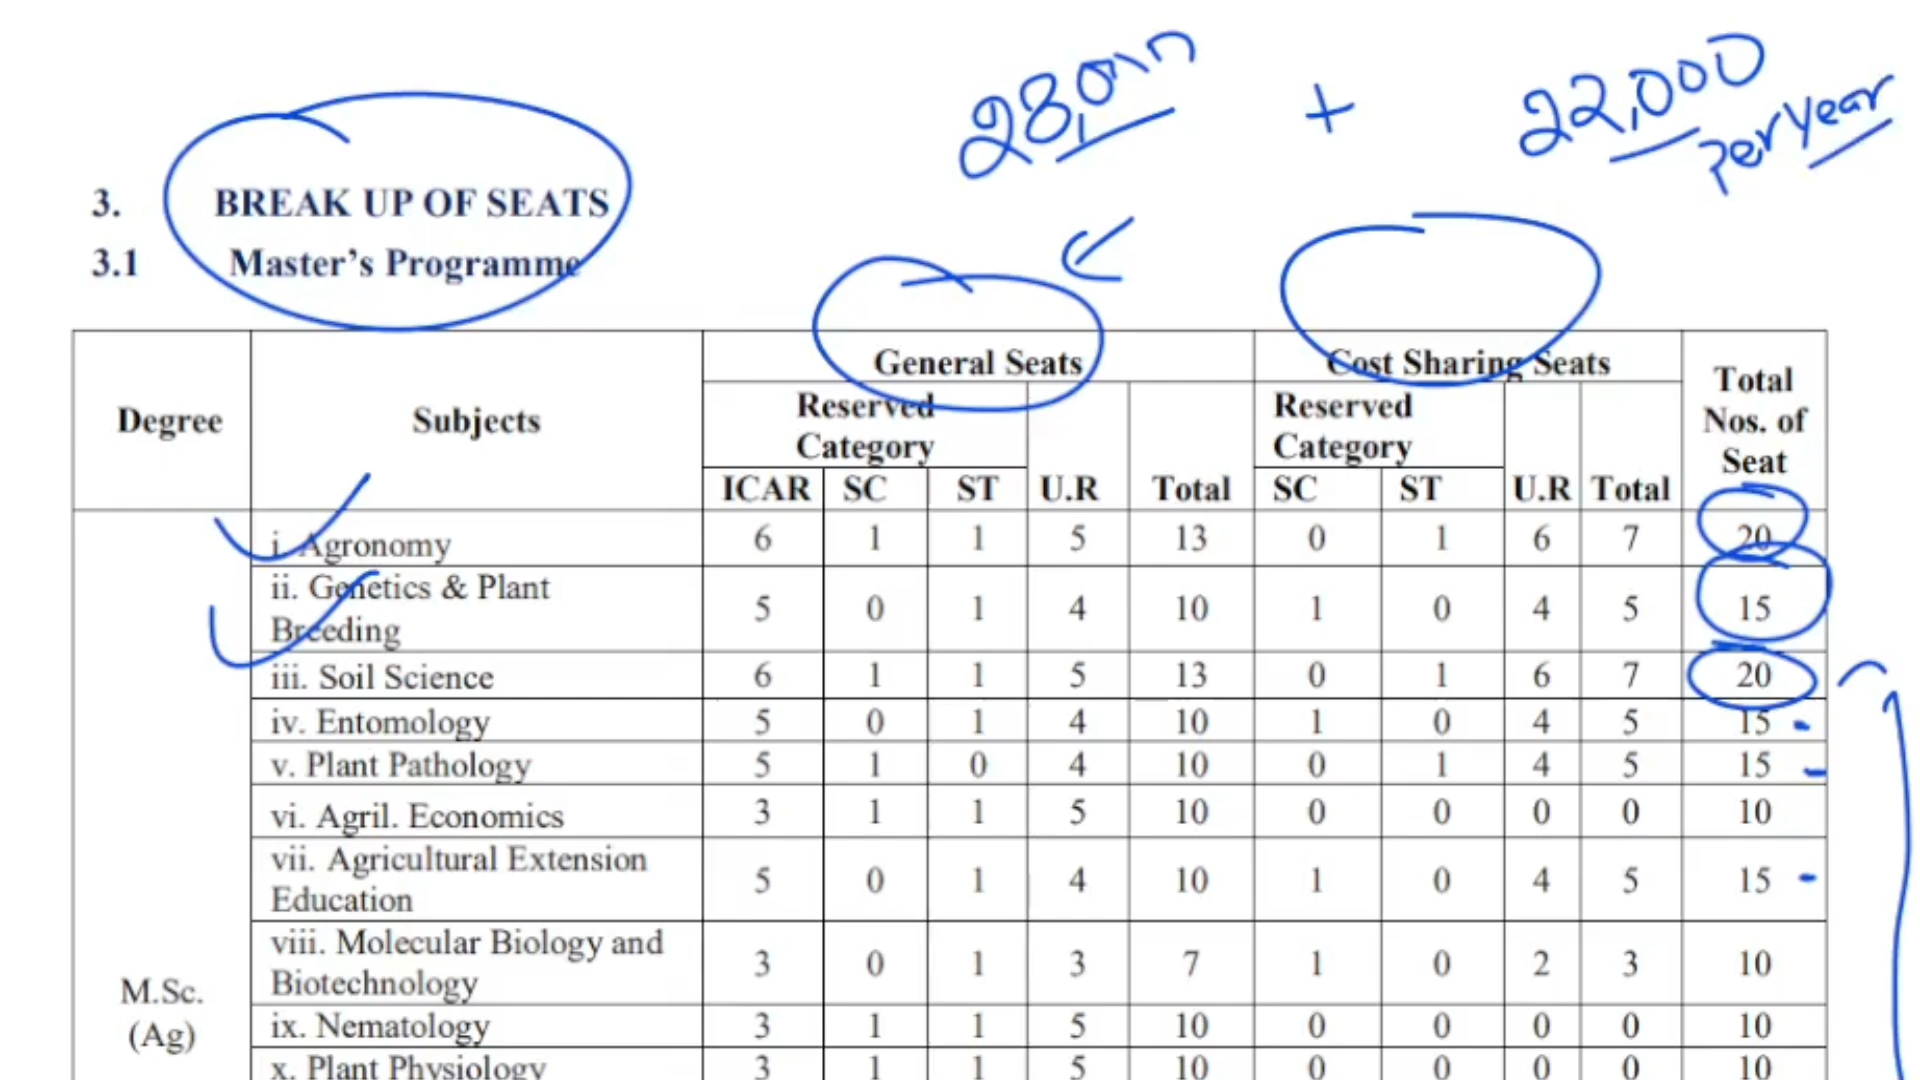 28,000 + 22,000
per year
3. BREAK UP OF SEATS
3.1 Master's Programme
Degree Subjects General Seats Cost Sharing Seats Total Nos. of Seat
Reserved Category Reserved Category
ICAR SC ST U.R Total SC ST U.R Total
M.Sc. (Ag)
i. Agronomy 6 1 1 5 13 0 1 6 7 20
ii. Genetics & Plant Breeding 5 0 1 4 10 1 0 4 5 15
iii. Soil Science 6 1 1 5 13 0 1 6 7 20
iv. Entomology 5 0 1 4 10 1 0 4 5 15
v. Plant Pathology 5 1 0 4 10 0 1 4 5 15
vi. Agril. Economics 3 1 1 5 10 0 0 0 0 10
vii. Agricultural Extension Education 5 0 1 4 10 1 0 4 5 15
viii. Molecular Biology and Biotechnology 3 0 1 3 7 1 0 2 3 10
ix. Nematology 3 1 1 5 10 0 0 0 0 10
x. Plant Physiology 3 1 1 5 10 0 0 0 0 10